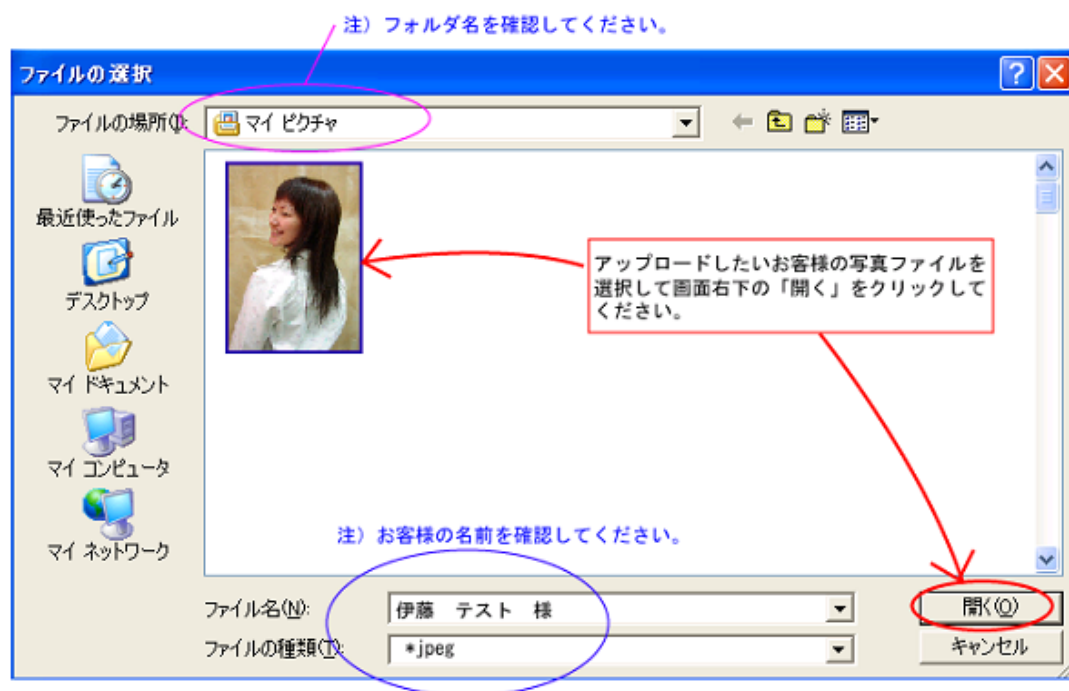 注）フォルダ名を確認してください。
ファイルの選択
ファイルの場所(I):
マイ ピクチャ
最近使ったファイル
デスクトップ
マイ ドキュメント
マイ コンピュータ
マイ ネットワーク
アップロードしたいお客様の写真ファイルを
選択して画面右下の「開く」をクリックして
ください。
注）お客様の名前を確認してください。
ファイル名(N):
伊藤　テスト　様
開く(O)
ファイルの種類(T):
*jpeg
キャンセル